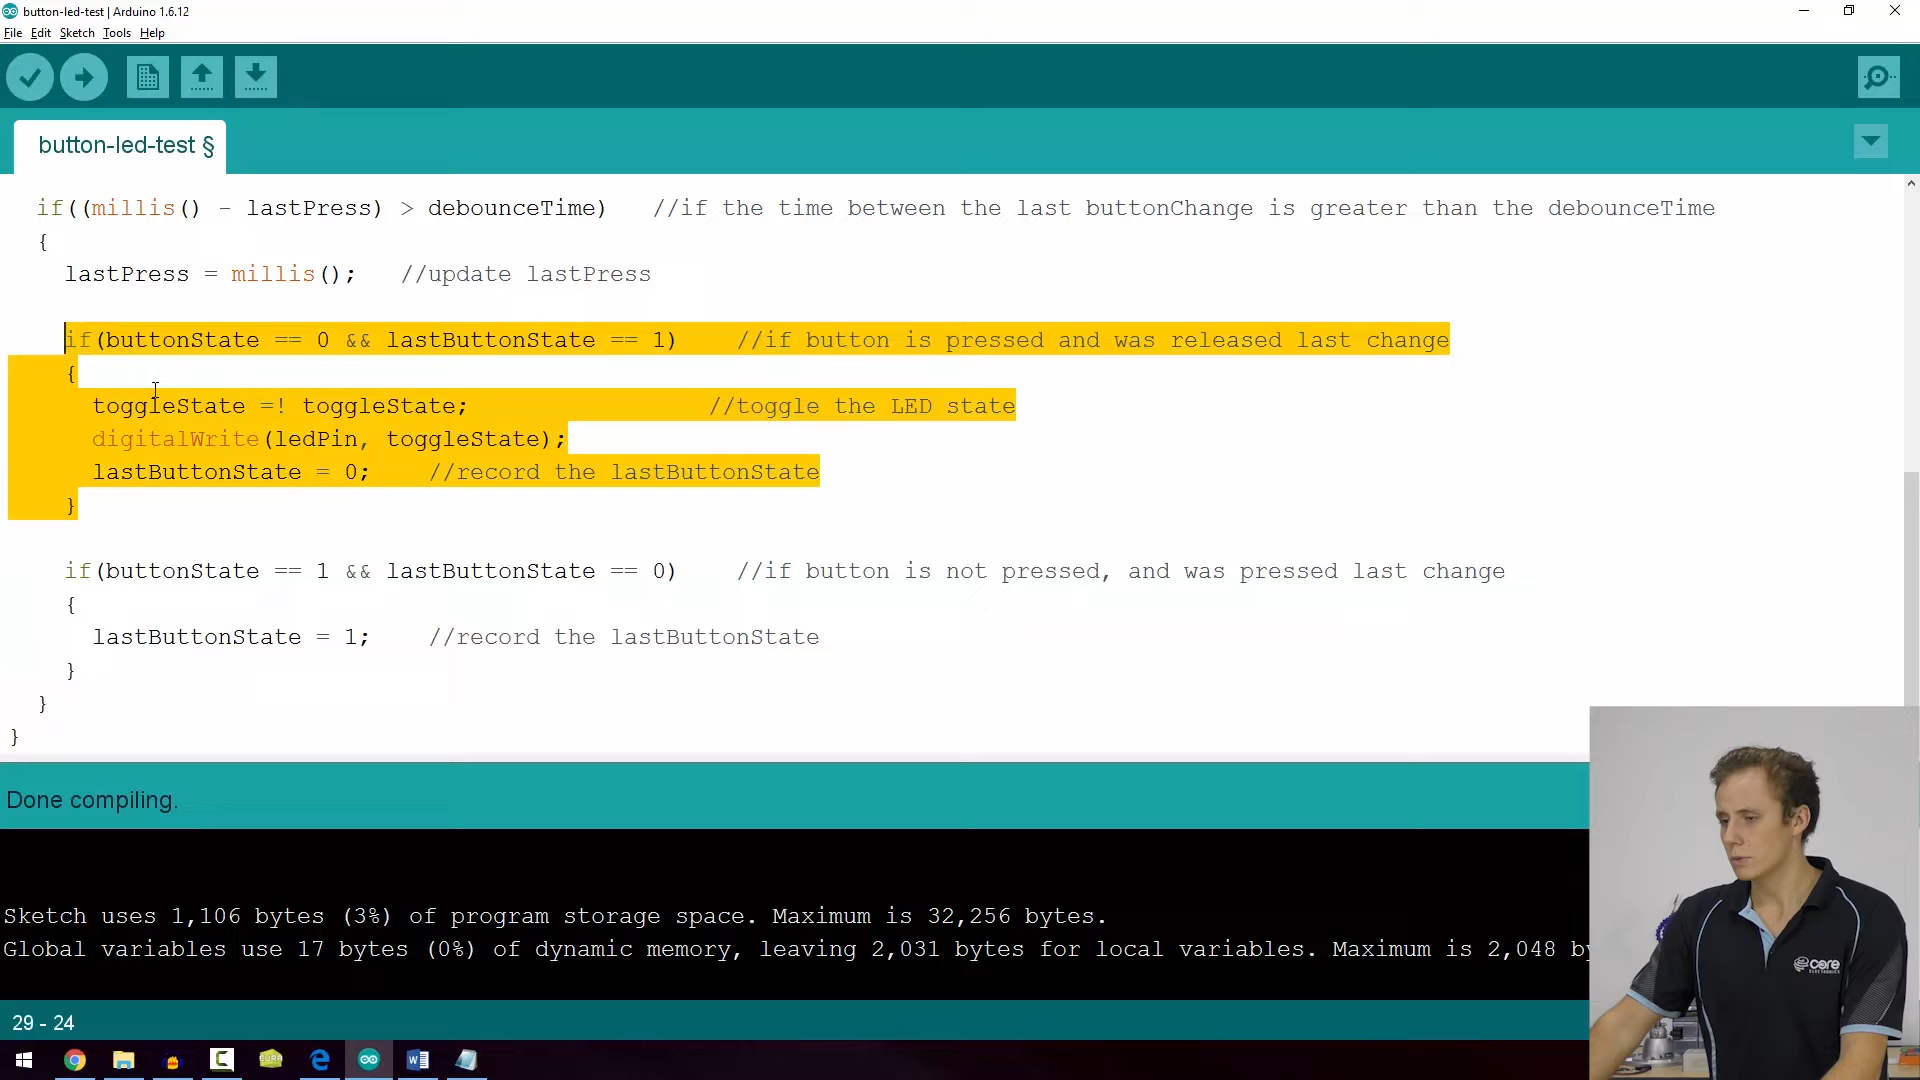 button-led-test | Arduino 1.6.12
File Edit Sketch Tools Help
button-led-test §
if((millis() - lastPress) > debounceTime)   //if the time between the last buttonChange is greater than the debounceTime
{
lastPress = millis();   //update lastPress
if(buttonState == 0 && lastButtonState == 1)    //if button is pressed and was released last change
{
toggleState =! toggleState;                 //toggle the LED state
digitalWrite(ledPin, toggleState);
lastButtonState = 0;    //record the lastButtonState
}
if(buttonState == 1 && lastButtonState == 0)    //if button is not pressed, and was pressed last change
{
lastButtonState = 1;    //record the lastButtonState
}
}
}
Done compiling.
Sketch uses 1,106 bytes (3%) of program storage space. Maximum is 32,256 bytes.
Global variables use 17 bytes (0%) of dynamic memory, leaving 2,031 bytes for local variables. Maximum is 2,048 by
29 - 24
CURA
core
ELECTRONICS